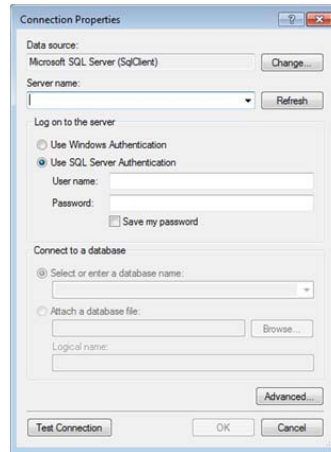 Connection Properties
Data source:
Microsoft SQL Server (SqlClient)
Change...
Server name:
Refresh
Log on to the server
Use Windows Authentication
Use SQL Server Authentication
User name:
Password:
Save my password
Connect to a database
Select or enter a database name:
Attach a database file:
Browse...
Logical name:
Advanced...
Test Connection
OK
Cancel